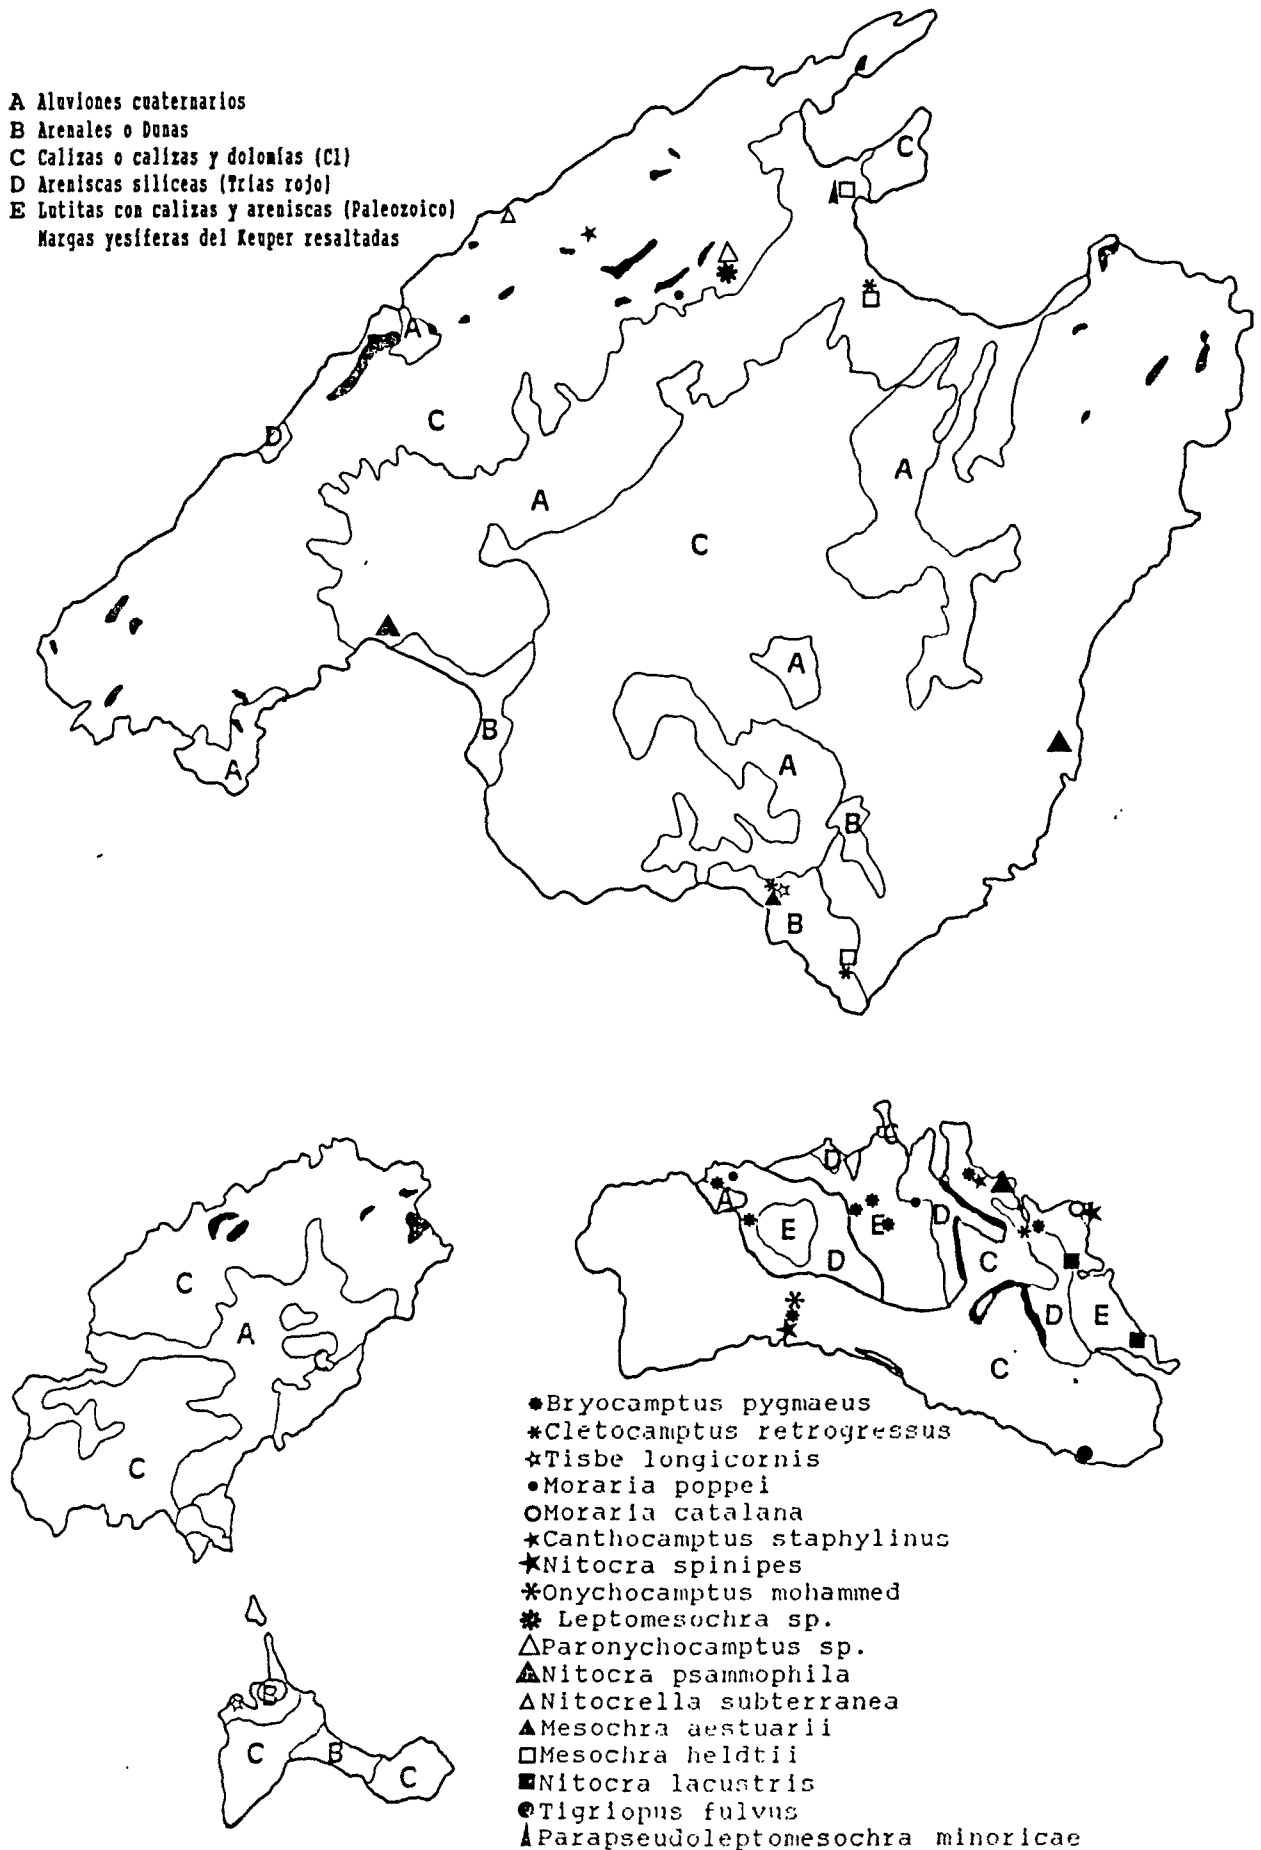 A Aluviones cuaternarios
B Arenales o Dunas
C Calizas o calizas y dolomías (Cl)
D Areniscas silíceas (Trías rojo)
E Lutitas con calizas y areniscas (Paleozoico)
Margas yesíferas del Keuper resaltadas
C
A
C
D
A
A
C
A
B
A
A
B
B
C
D
A
E
E
D
D
C
C
A
D
E
C
C
Bryocamptus pygmaeus
Cletocamptus retrogressus
Tisbe longicornis
Moraria poppei
Moraria catalana
Canthocamptus staphylinus
Nitocra spinipes
Onychocamptus mohammed
Leptomesochra sp.
Paronychocamptus sp.
Nitocra psammophila
Nitocrella subterranea
Mesochra aestuarii
Mesochra heldtii
Nitocra lacustris
Tigriopus fulvus
Parapseudoleptomesochra minoricae
B
C
B
C